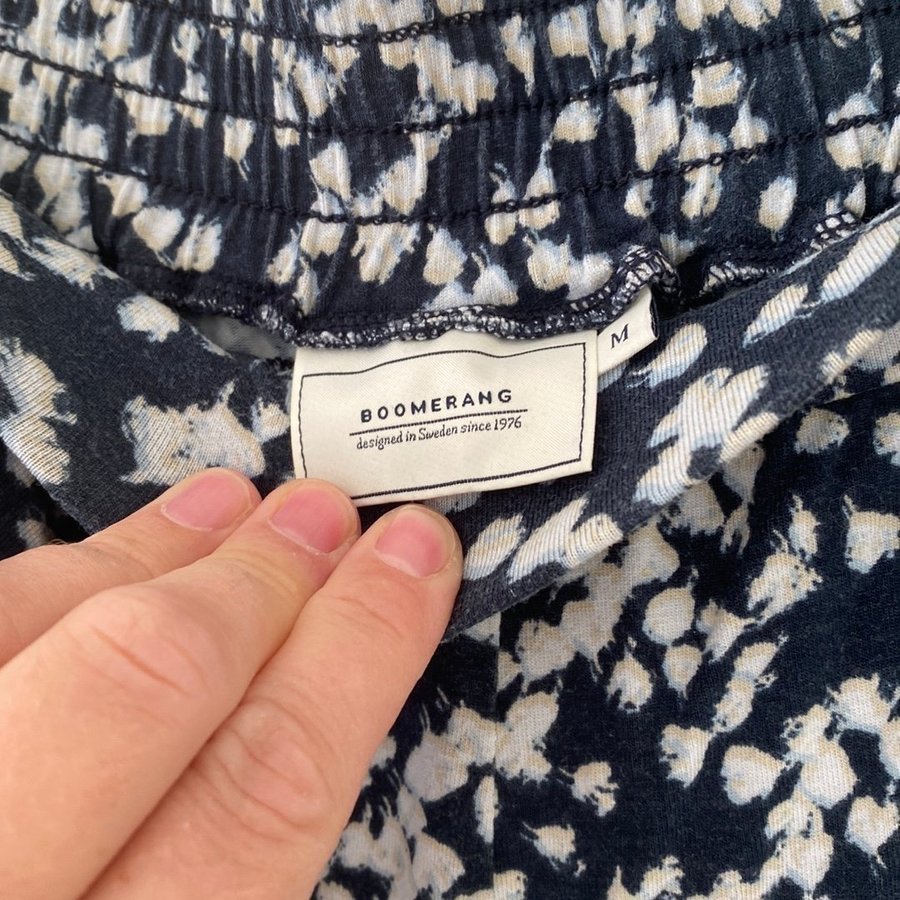 BOOMERANG
designed in Sweden since 1976
M